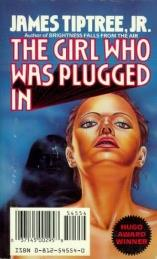 JAMES TIPTREE, JR.
Author of BRIGHTNESS FALLS FROM THE AIR
THE GIRL WHO
WAS PLUGGED
IN
54554
ISBN 0-812-54554-0
HUGO
AWARD
WINNER